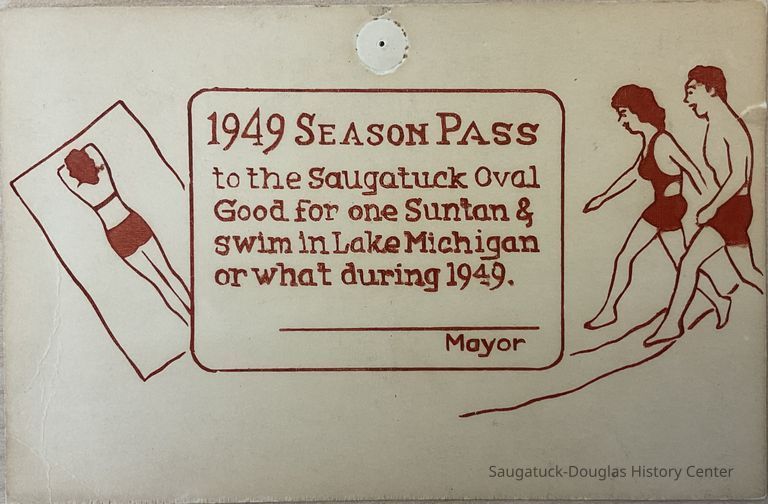 1949 SEASON PASS
to the Saugatuck Oval
Good for one Suntan &
swim in Lake Michigan
or what during 1949.
Mayor
Saugatuck-Douglas History Center